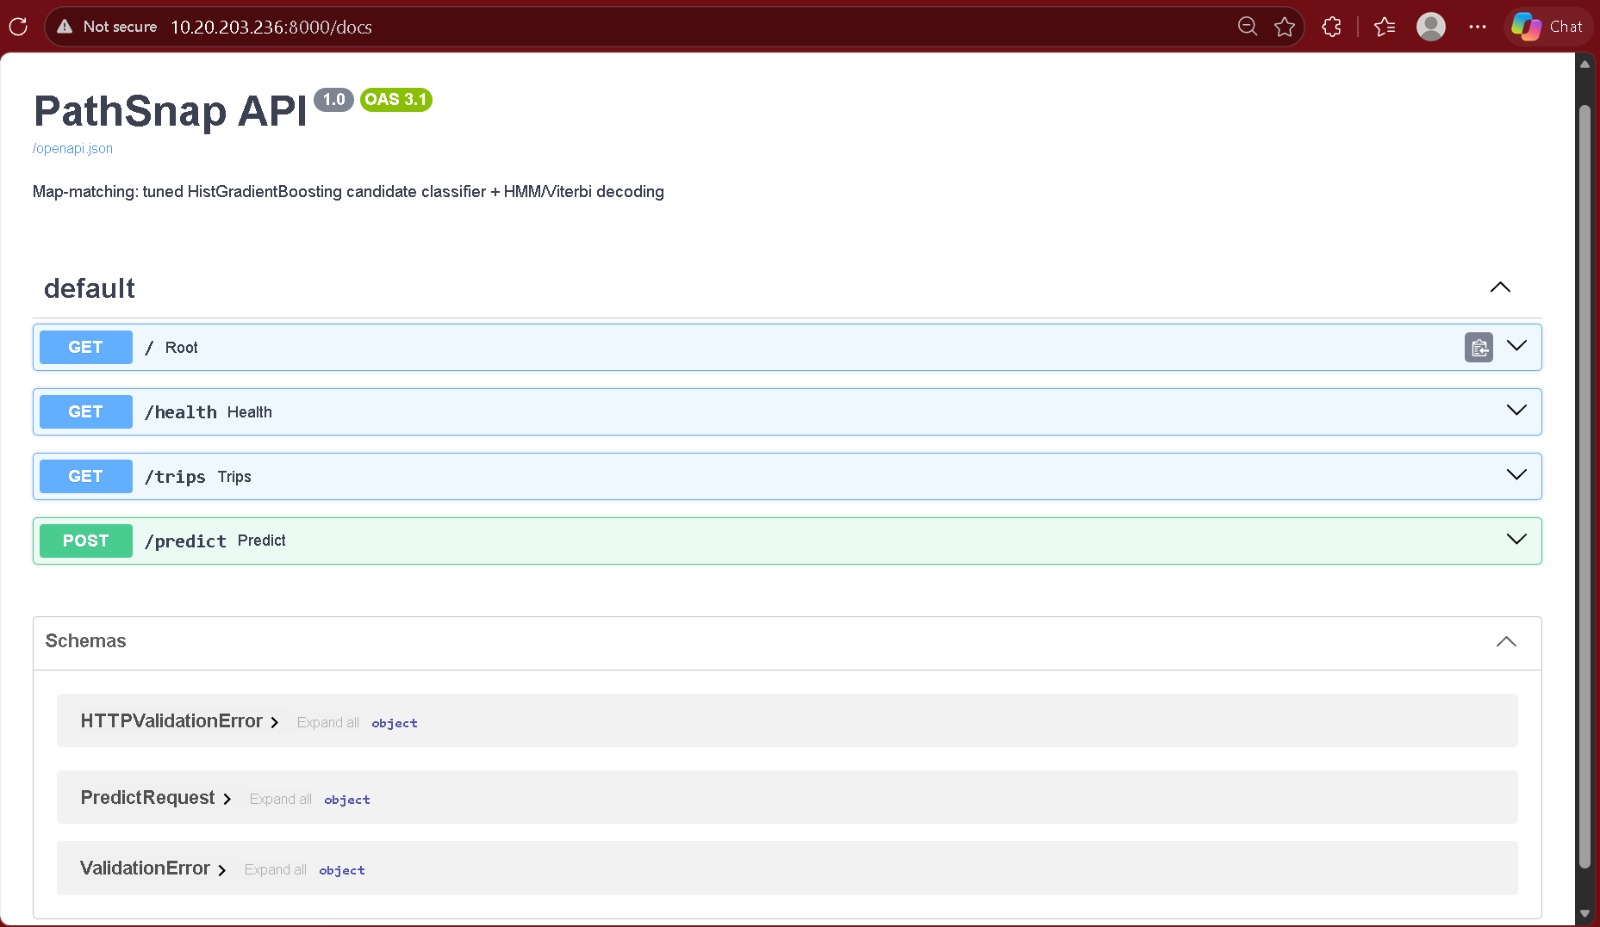 Not secure 10.20.203.236:8000/docs Chat
PathSnap API 1.0 OAS 3.1
/openapi.json
Map-matching: tuned HistGradientBoosting candidate classifier + HMM/Viterbi decoding
default
GET / Root
GET /health Health
GET /trips Trips
POST /predict Predict
Schemas
HTTPValidationError Expand all object
PredictRequest Expand all object
ValidationError Expand all object